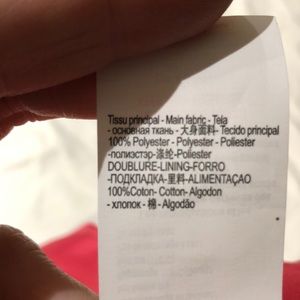 Tissu principal - Main fabric - Tela
- основная ткань - 大身面料- Tecido principal
100% Polyester - Polyester - Poliester
-полиэстэр-涤纶-Poliester
DOUBLURE-LINING-FORRO
-ПОДКЛАДКА-里料-ALIMENTAÇAO
100%Coton- Cotton- Algodon
- хлопок - 棉 - Algodão